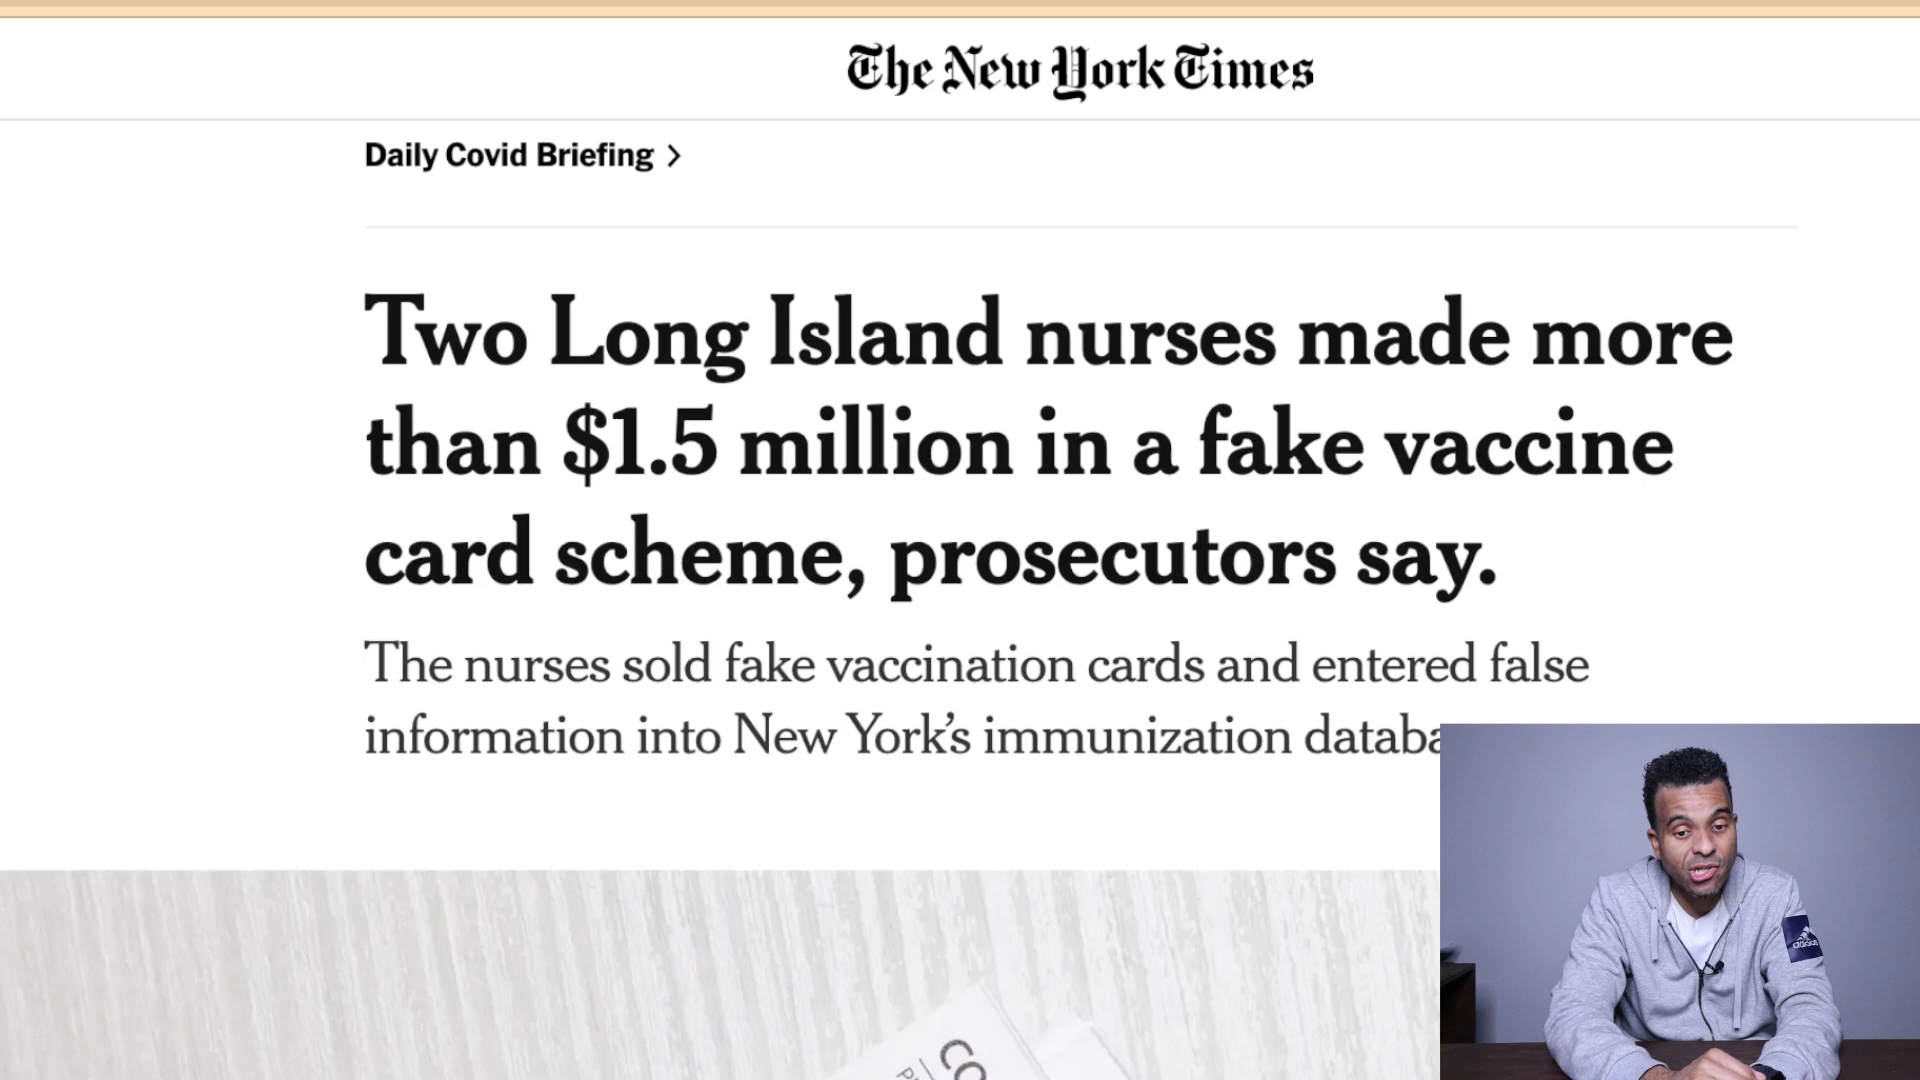 The New York Times
Daily Covid Briefing >
Two Long Island nurses made more
than $1.5 million in a fake vaccine
card scheme, prosecutors say.
The nurses sold fake vaccination cards and entered false
information into New York’s immunization
adidas
CO